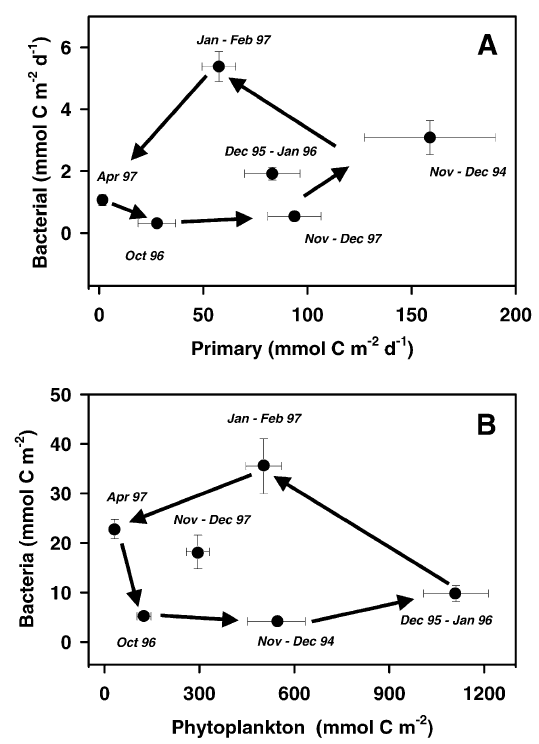 A
6
4
2
0
Bacterial (mmol C m-2 d-1)
Jan - Feb 97
Dec 95 - Jan 96
Nov - Dec 94
Apr 97
Oct 96
Nov - Dec 97
0 50 100 150 200
Primary (mmol C m-2 d-1)
B
50
40
30
20
10
0
Bacteria (mmol C m-2)
Jan - Feb 97
Apr 97
Nov - Dec 97
Oct 96
Nov - Dec 94
Dec 95 - Jan 96
0 300 600 900 1200
Phytoplankton (mmol C m-2)